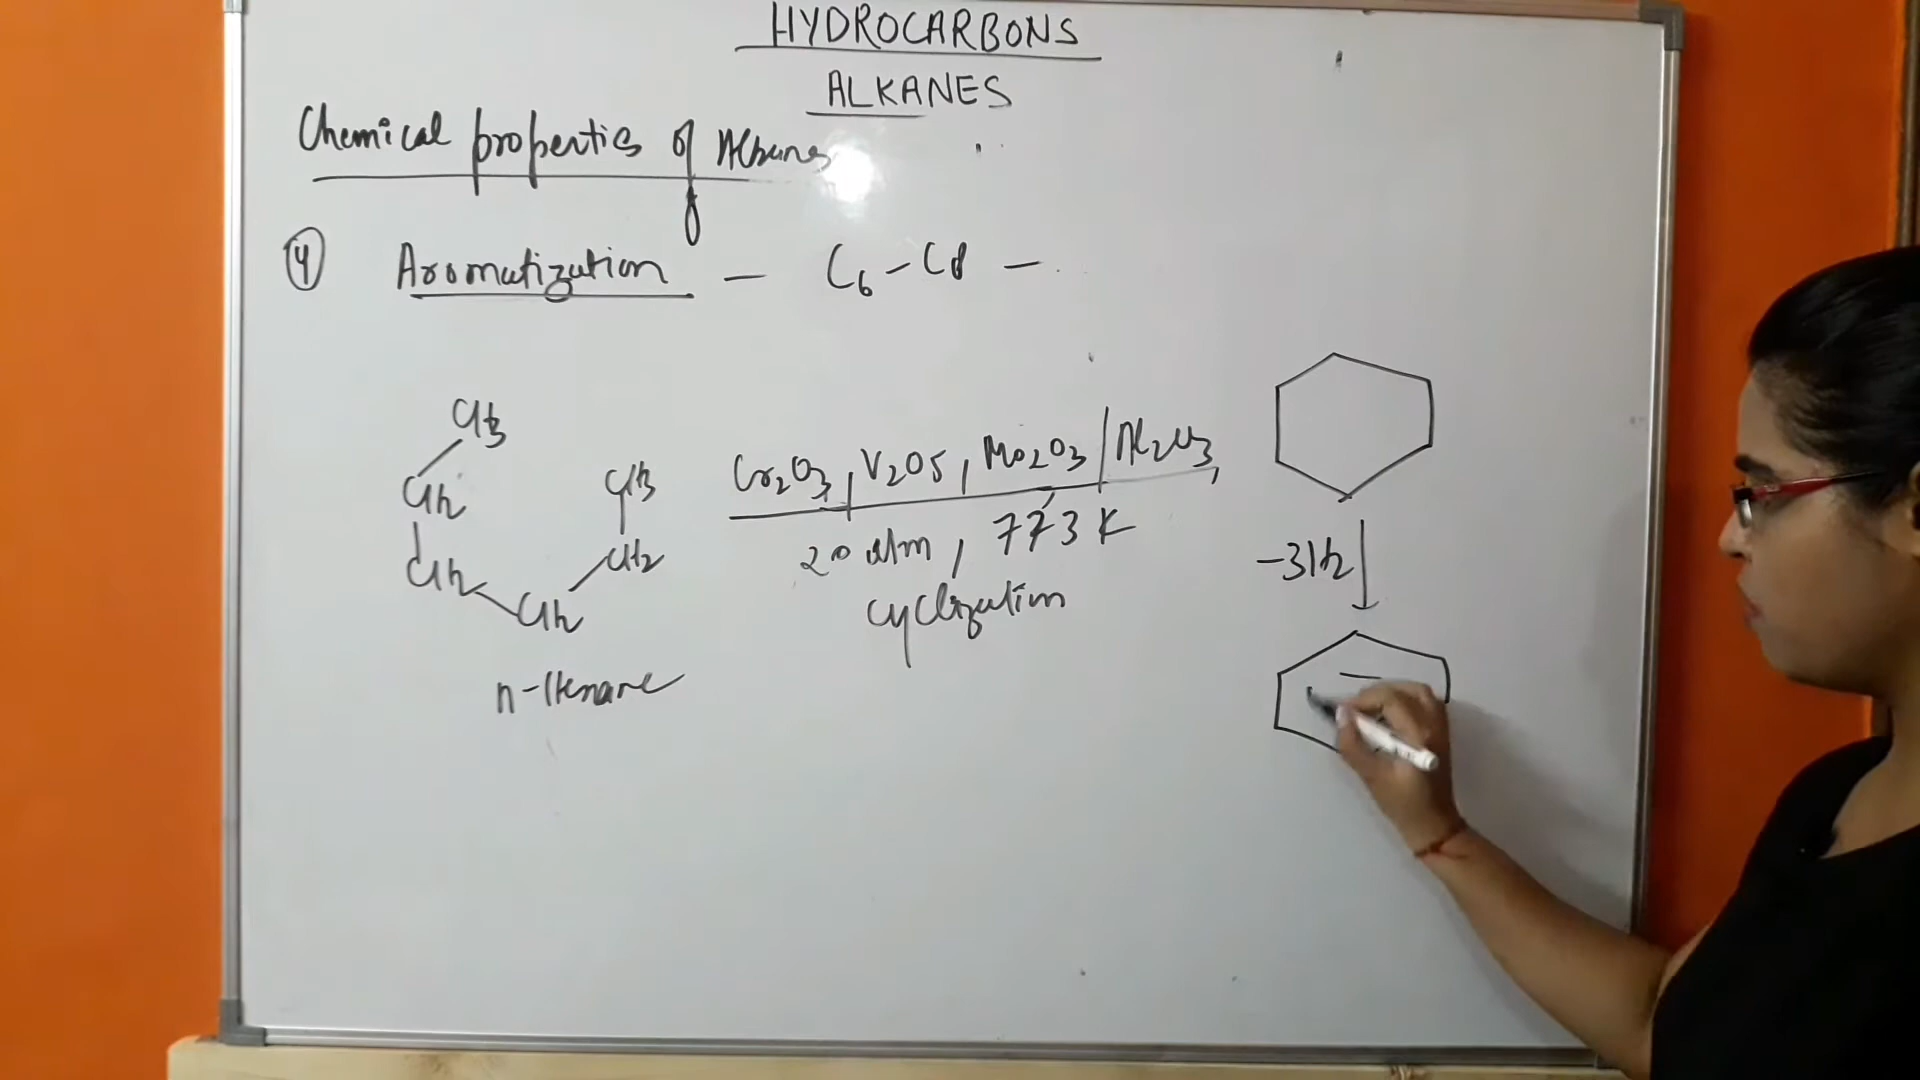 HYDROCARBONS
ALKANES
Chemical properties of Alkanes
④ Aromatization — C6 - C8 —
CH3
CH2
CH2
CH2
CH2
CH3
n-Hexane
Cr2O3, V2O5, Mo2O3 / Al2O3,
20 atm, 773 K
cyclization
-3H2